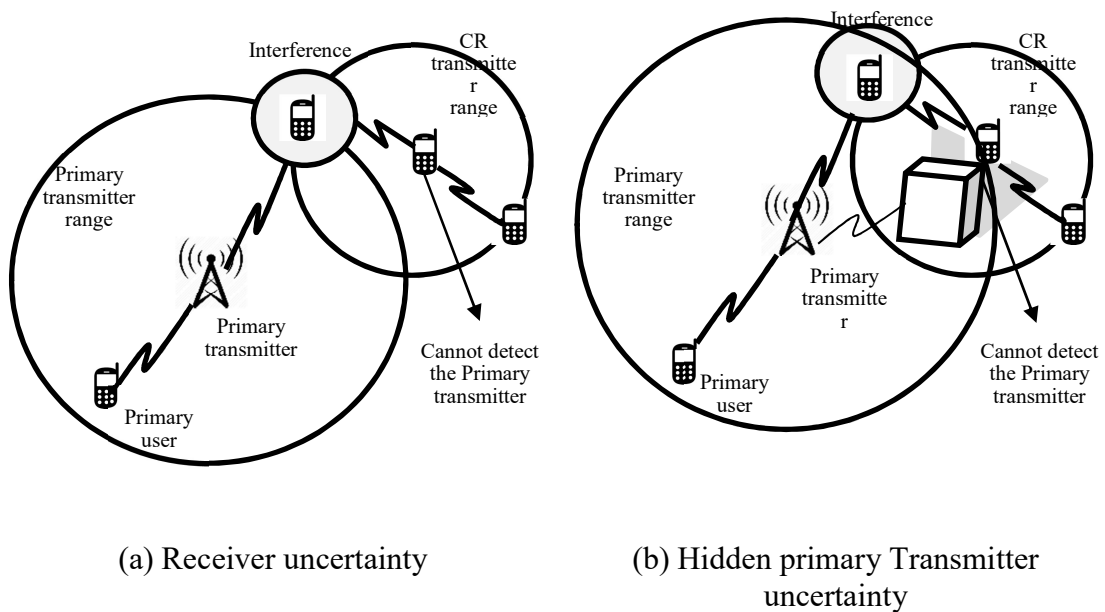 Interference
CR
transmitte
r
range
Primary
transmitter
range
Primary
transmitter
Cannot detect
the Primary
transmitter
Primary
user
(a) Receiver uncertainty
Interference
CR
transmitte
r
range
Primary
transmitter
range
Primary
transmitte
r
Cannot detect
the Primary
transmitter
Primary
user
(b) Hidden primary Transmitter
uncertainty